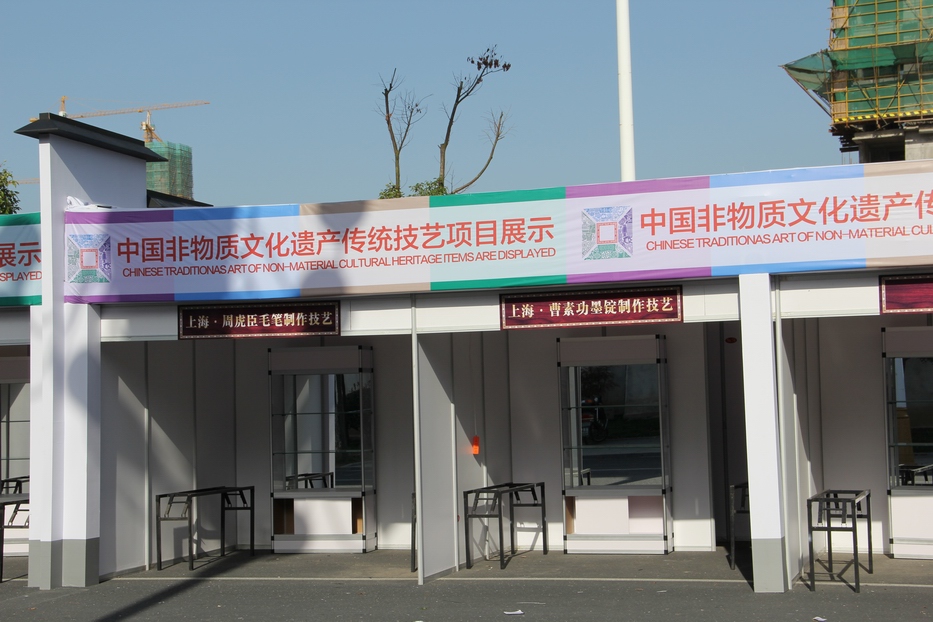 展示
ISPLAYED
中国非物质文化遗产传统技艺项目展示
CHINESE TRADITIONAS ART OF NON-MATERIAL CULTURAL HERITAGE ITEMS ARE DISPLAYED
中国非物质文化遗产传
CHINESE TRADITIONAS ART OF NON-MATERIAL CUL
上海·周虎臣毛笔制作技艺
上海·曹素功墨锭制作技艺